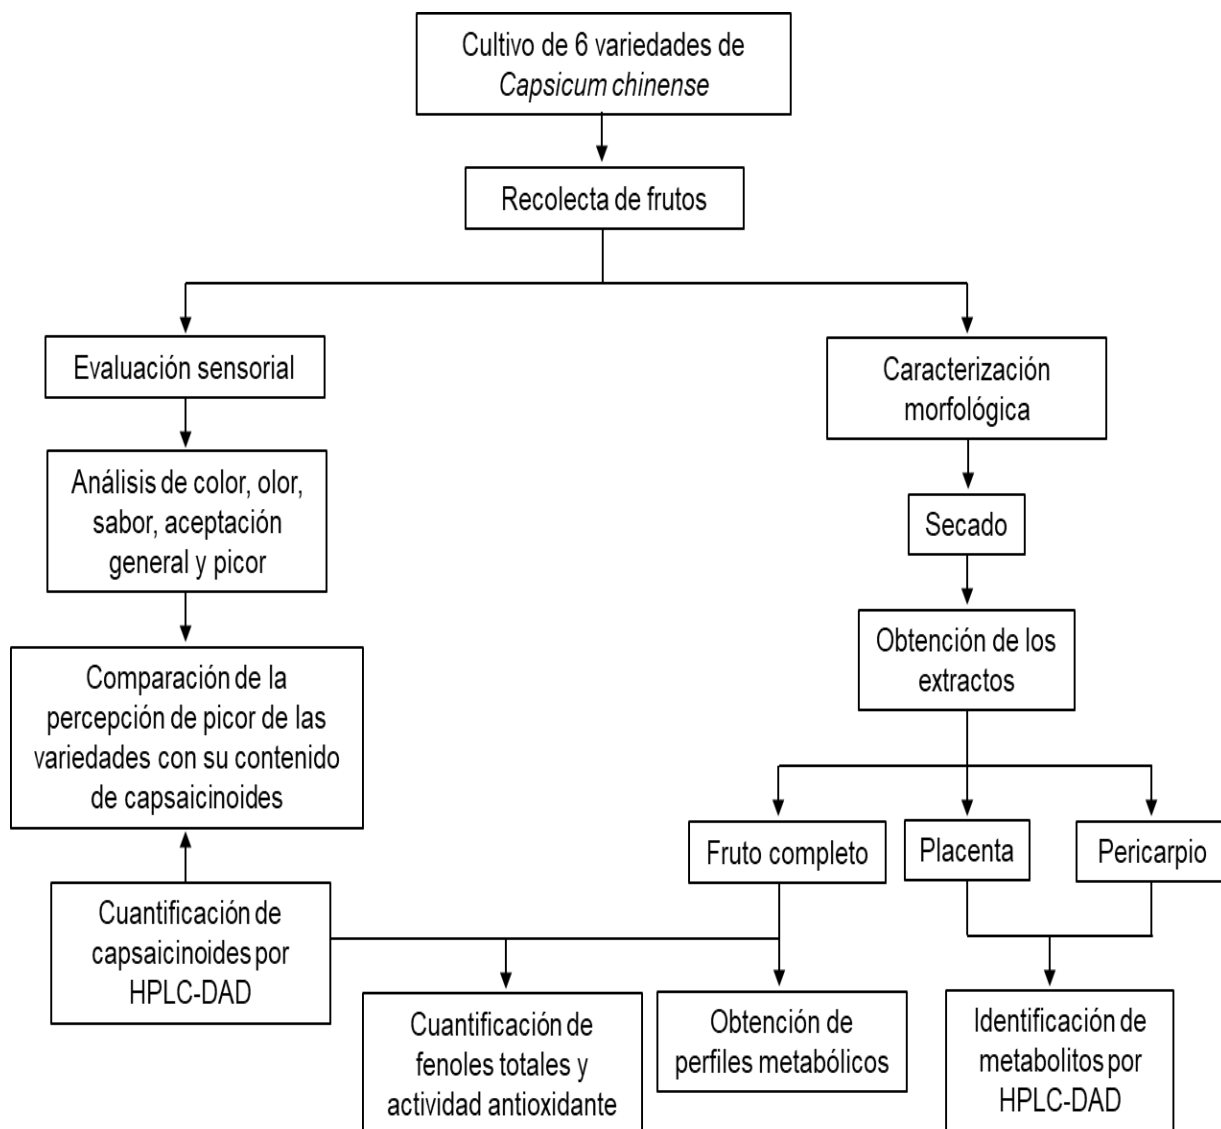 Cultivo de 6 variedades de
Capsicum chinense
Recolecta de frutos
Evaluación sensorial
Análisis de color, olor,
sabor, aceptación
general y picor
Comparación de la
percepción de picor de las
variedades con su contenido
de capsaicinoides
Cuantificación de
capsaicinoides por
HPLC-DAD
Caracterización
morfológica
Secado
Obtención de los
extractos
Fruto completo
Placenta
Pericarpio
Cuantificación de
fenoles totales y
actividad antioxidante
Obtención de
perfiles metabólicos
Identificación de
metabolitos por
HPLC-DAD